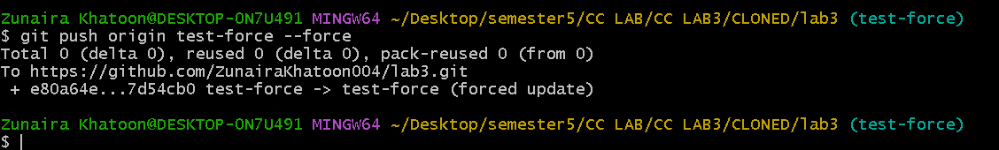 Zunaira Khatoon@DESKTOP-ON7U491 MINGW64 ~/Desktop/semester5/CC LAB/CC LAB3/CLONED/lab3 (test-force)
$ git push origin test-force --force
Total 0 (delta 0), reused 0 (delta 0), pack-reused 0 (from 0)
To https://github.com/ZunairaKhatoon004/lab3.git
 + e80a64e...7d54cb0 test-force -> test-force (forced update)
Zunaira Khatoon@DESKTOP-ON7U491 MINGW64 ~/Desktop/semester5/CC LAB/CC LAB3/CLONED/lab3 (test-force)
$